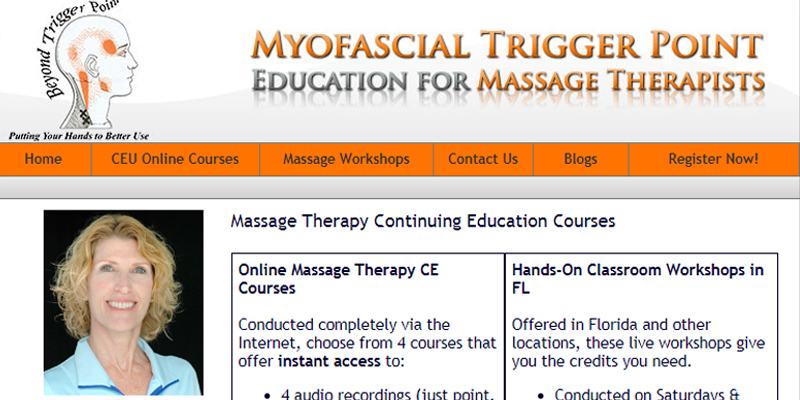 Beyond Trigger Point
Putting Your Hands to Better Use
MYOFASCIAL TRIGGER POINT
EDUCATION FOR MASSAGE THERAPISTS
Home
CEU Online Courses
Massage Workshops
Contact Us
Blogs
Register Now!
Massage Therapy Continuing Education Courses
Online Massage Therapy CE
Courses
Conducted completely via the
Internet, choose from 4 courses that
offer instant access to:
• 4 audio recordings (just point,
Hands-On Classroom Workshops in
FL
Offered in Florida and other
locations, these live workshops give
you the credits you need.
• Conducted on Saturdays &